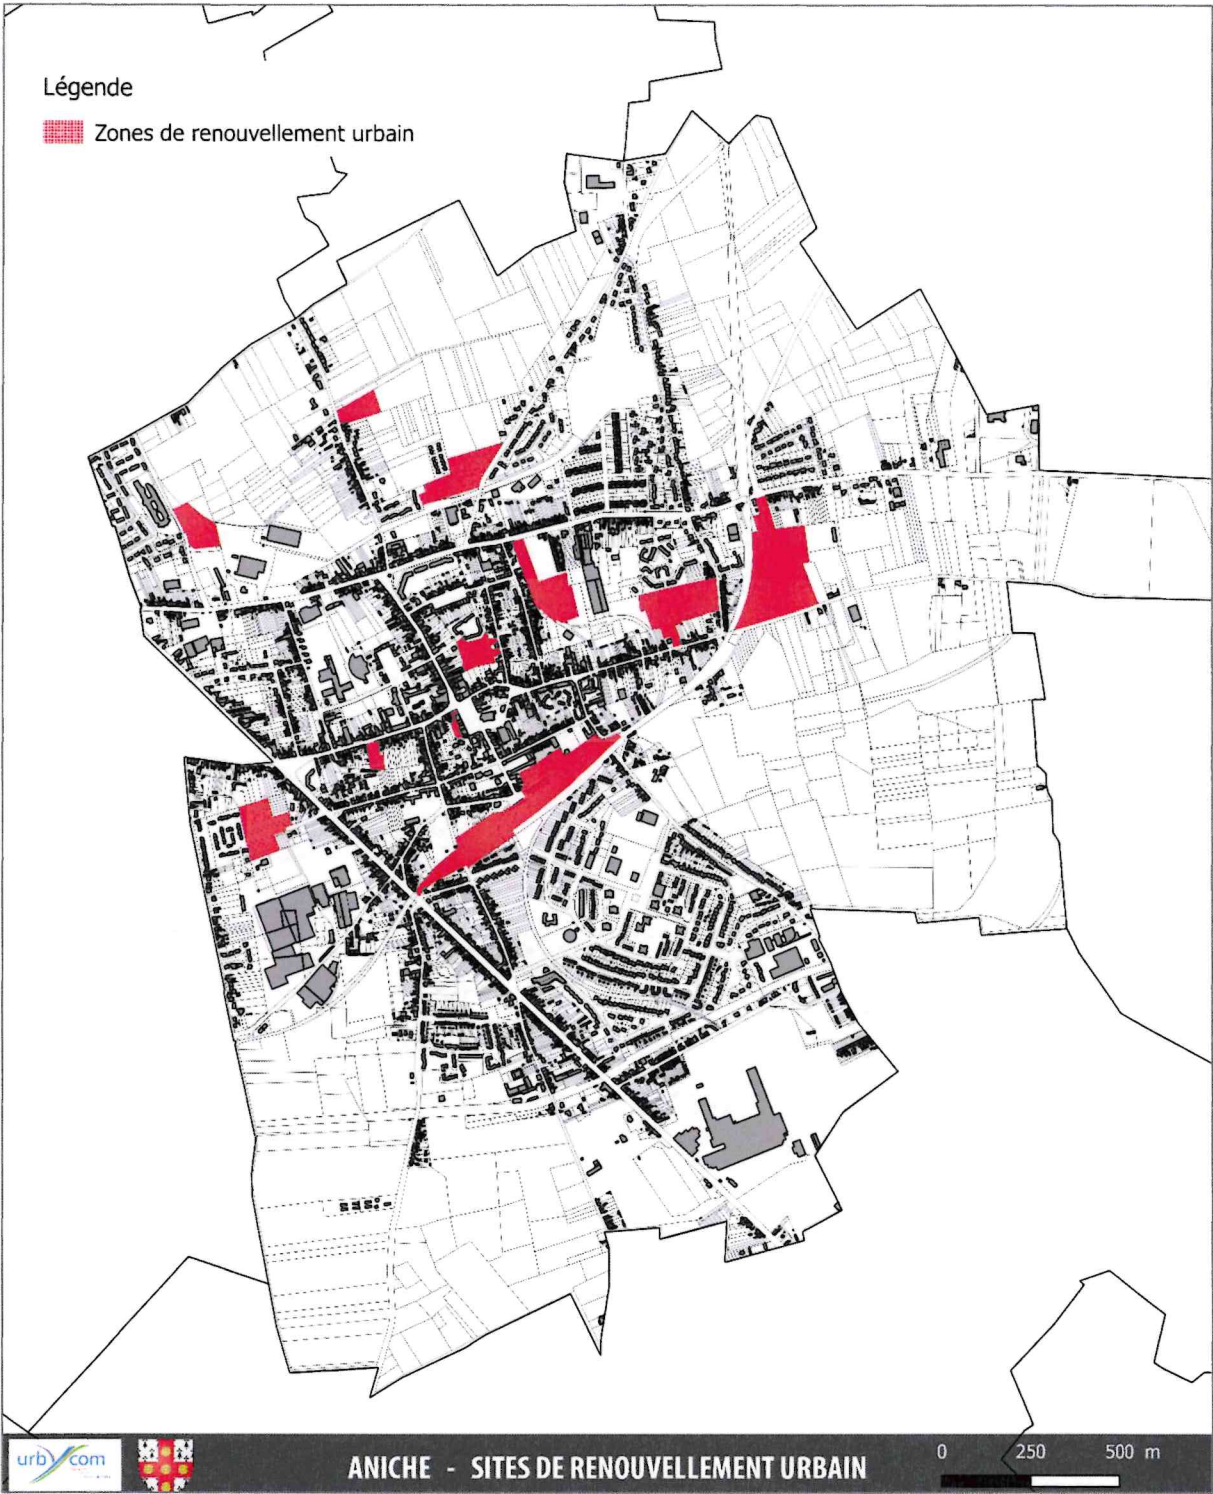 Légende
Zones de renouvellement urbain
urbycom
ANICHE - SITES DE RENOUVELLEMENT URBAIN
0 250 500 m